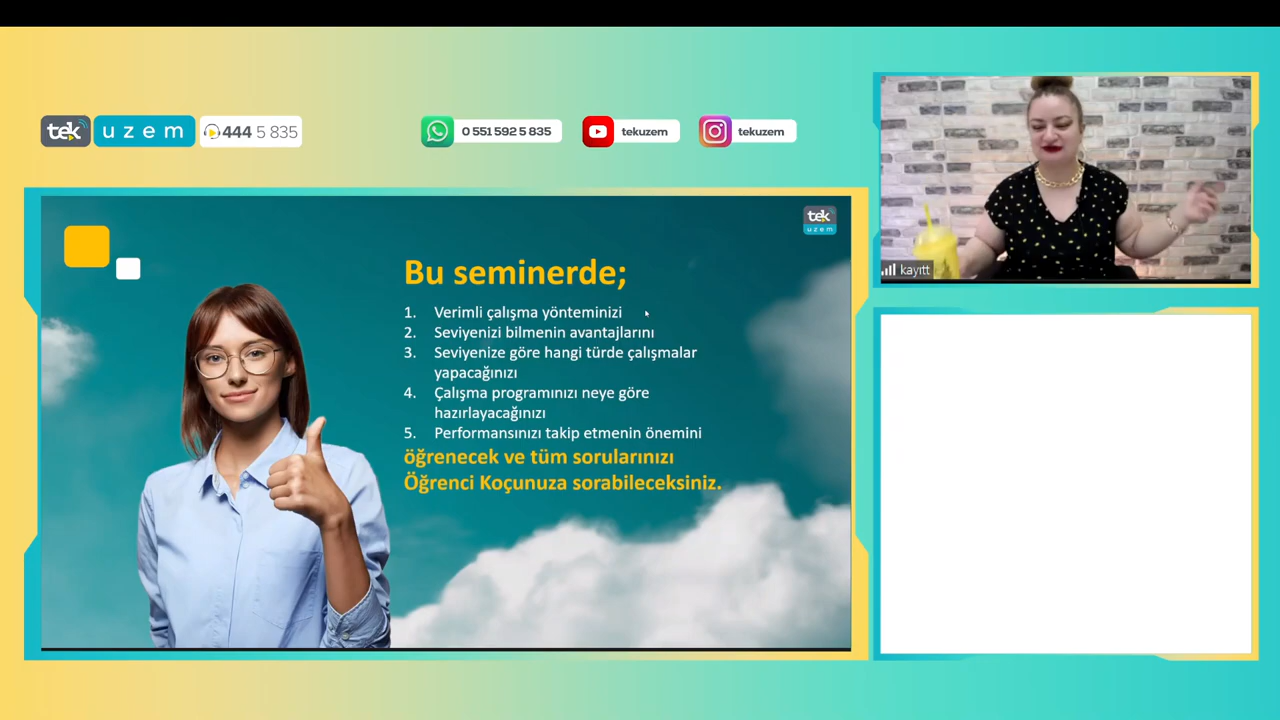 tek uzem 444 5 835
0 551 592 5 835
tekuzem
tekuzem
tek
uzem
Bu seminerde;
1. Verimli çalışma yönteminizi
2. Seviyenizi bilmenin avantajlarını
3. Seviyenize göre hangi türde çalışmalar
yapacağınızı
4. Çalışma programınızı neye göre
hazırlayacağınızı
5. Performansınızı takip etmenin önemini
öğrenecek ve tüm sorularınızı
Öğrenci Koçunuza sorabileceksiniz.
kayıtt